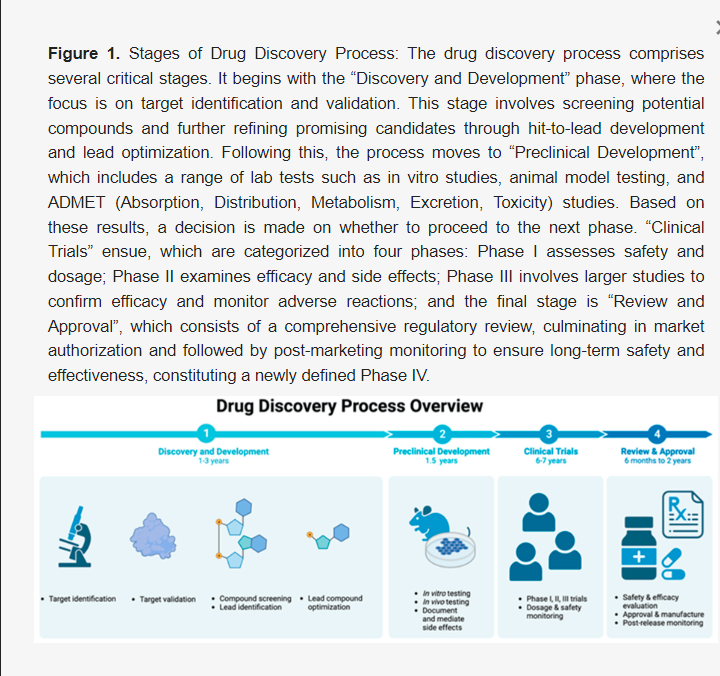 Figure 1. Stages of Drug Discovery Process: The drug discovery process comprises
several critical stages. It begins with the “Discovery and Development” phase, where the
focus is on target identification and validation. This stage involves screening potential
compounds and further refining promising candidates through hit-to-lead development
and lead optimization. Following this, the process moves to “Preclinical Development”,
which includes a range of lab tests such as in vitro studies, animal model testing, and
ADMET (Absorption, Distribution, Metabolism, Excretion, Toxicity) studies. Based on
these results, a decision is made on whether to proceed to the next phase. “Clinical
Trials” ensue, which are categorized into four phases: Phase I assesses safety and
dosage; Phase II examines efficacy and side effects; Phase III involves larger studies to
confirm efficacy and monitor adverse reactions; and the final stage is “Review and
Approval”, which consists of a comprehensive regulatory review, culminating in market
authorization and followed by post-marketing monitoring to ensure long-term safety and
effectiveness, constituting a newly defined Phase IV.
Drug Discovery Process Overview
1
Discovery and Development
1-3 years
• Target identification
• Target validation
• Compound screening
• Lead identification
• Lead compound
optimization
2
Preclinical Development
1.5 years
• In vitro testing
• In vivo testing
• Document
and mediate
side effects
3
Clinical Trials
6-7 years
• Phase I, II, III trials
• Dosage & safety
monitoring
4
Review & Approval
6 months to 2 years
Rx
• Safety & efficacy
evaluation
• Approval & manufacture
• Post-release monitoring